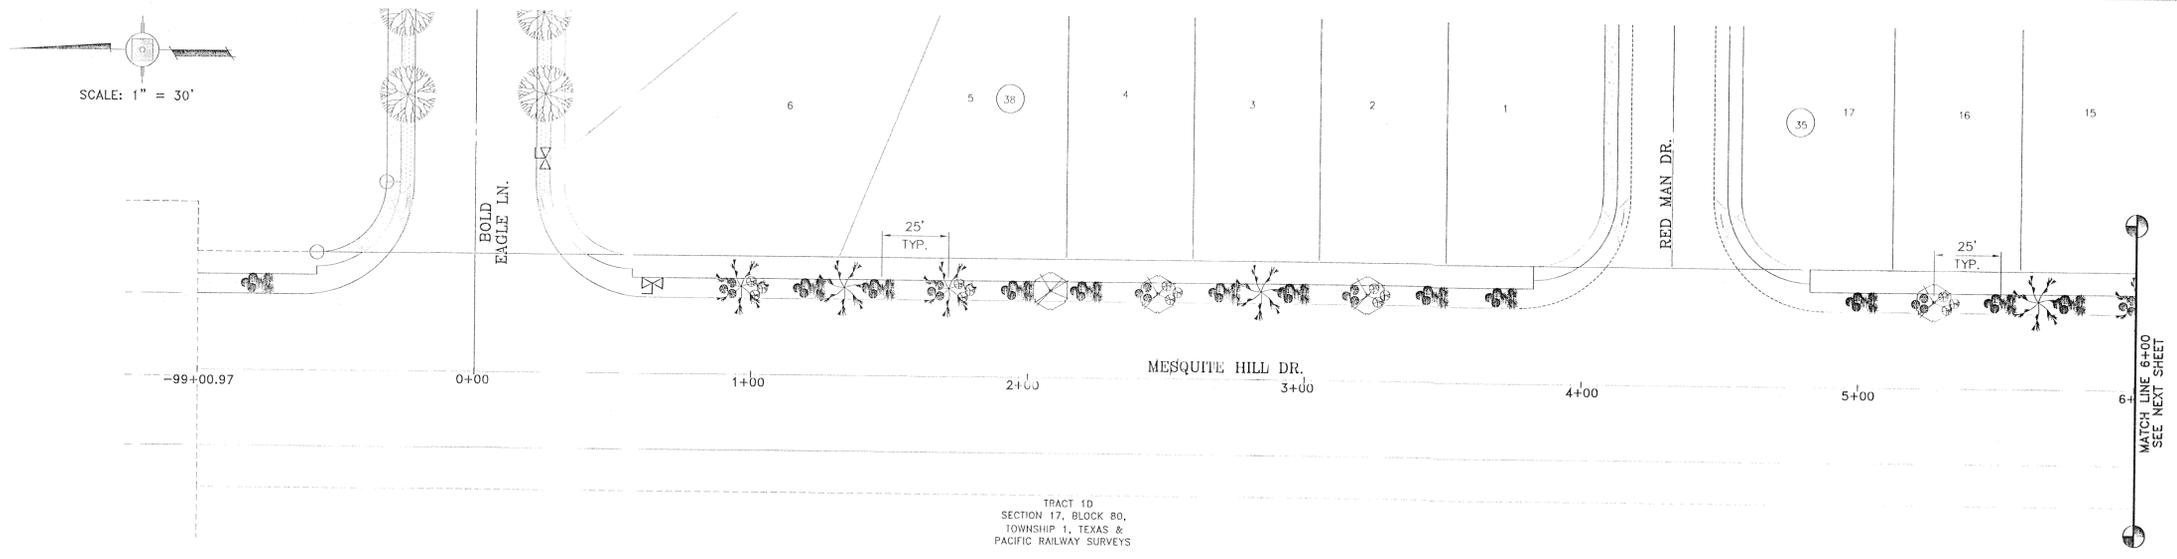 SCALE: 1" = 30'
BOLD
EAGLE LN.
6
5
38
4
3
2
1
RED MAN DR.
35
17
16
15
25'
TYP.
25'
TYP.
MESQUITE HILL DR.
-99+00.97
0+00
1+00
2+00
3+00
4+00
5+00
6+
MATCH LINE 6+00
SEE NEXT SHEET
TRACT 1D
SECTION 17, BLOCK 80,
TOWNSHIP 1, TEXAS &
PACIFIC RAILWAY SURVEYS